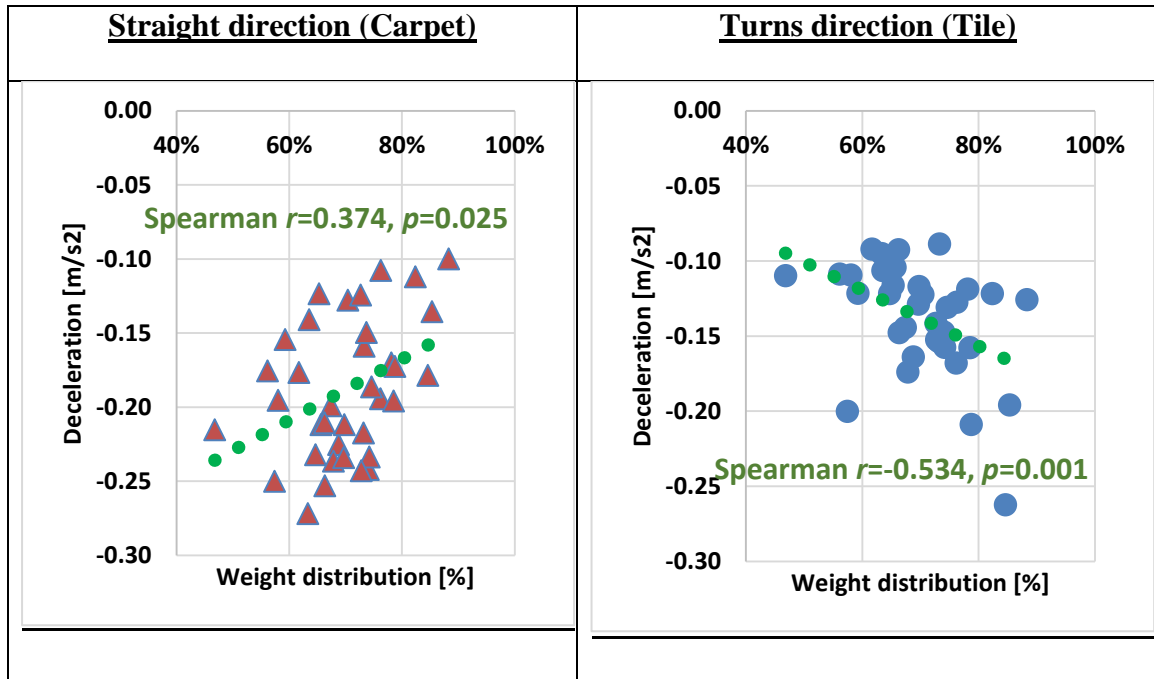 Straight direction (Carpet)
Turns direction (Tile)
0.00
40% 60% 80% 100%
-0.05
Spearman r=0.374, p=0.025
-0.10
-0.15
-0.20
-0.25
-0.30
Deceleration [m/s2]
Weight distribution [%]
0.00
40% 60% 80% 100%
-0.05
-0.10
-0.15
-0.20
Spearman r=-0.534, p=0.001
-0.25
-0.30
Deceleration [m/s2]
Weight distribution [%]